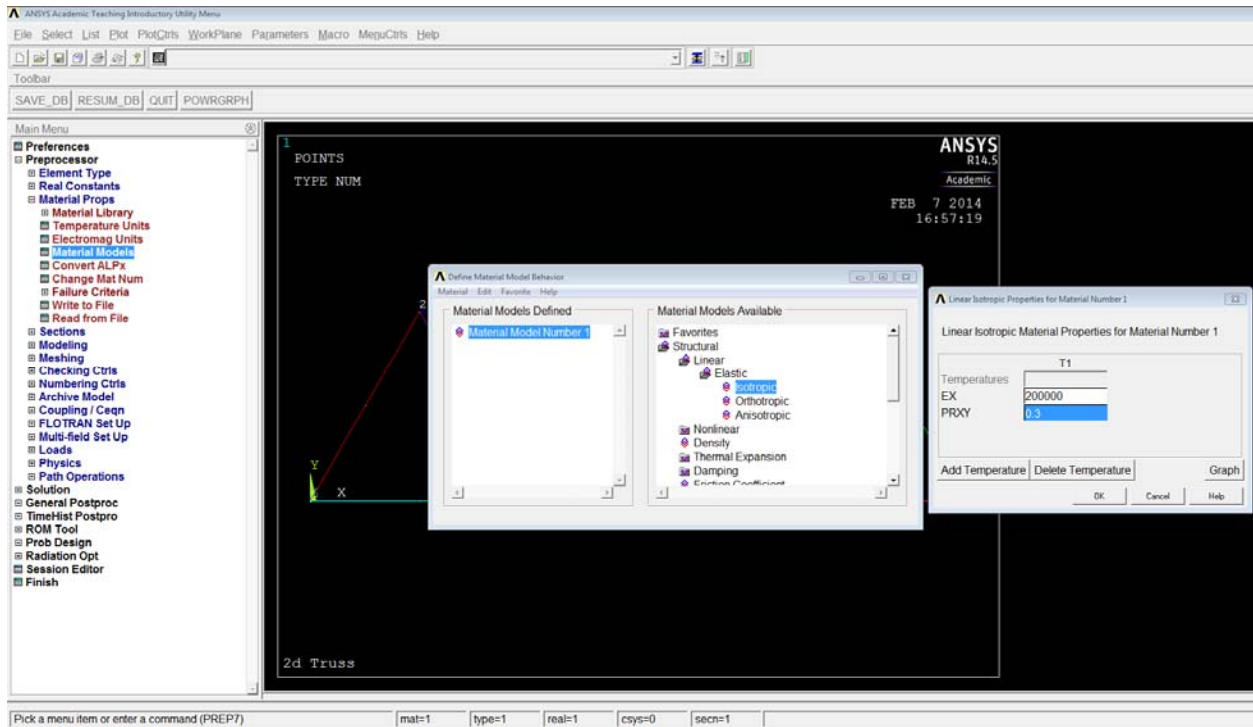 ANSYS Academic Teaching Introductory Utility Menu
File Select List Plot PlotCtrls WorkPlane Parameters Macro MenuCtrls Help
Toolbar
SAVE_DB RESUM_DB QUIT POWRGRPH
Main Menu
Preferences
Preprocessor
Element Type
Real Constants
Material Props
Material Library
Temperature Units
Electromag Units
Material Models
Convert ALPx
Change Mat Num
Failure Criteria
Write to File
Read from File
Sections
Modeling
Meshing
Checking Ctrls
Numbering Ctrls
Archive Model
Coupling / Ceqn
FLOTRAN Set Up
Multi-field Set Up
Loads
Physics
Path Operations
Solution
General Postproc
TimeHist Postpro
ROM Tool
Prob Design
Radiation Opt
Session Editor
Finish
1
POINTS
TYPE NUM
ANSYS
R14.5
Academic
FEB 7 2014
16:57:19
2
Y
X
2d Truss
Define Material Model Behavior
Material Edit Favorite Help
Material Models Defined
Material Model Number 1
Material Models Available
Favorites
Structural
Linear
Elastic
Isotropic
Orthotropic
Anisotropic
Nonlinear
Density
Thermal Expansion
Damping
Friction Coefficient
Linear Isotropic Properties for Material Number 1
Linear Isotropic Material Properties for Material Number 1
T1
Temperatures
EX 200000
PRXY 0.3
Add Temperature Delete Temperature Graph
OK Cancel Help
Pick a menu item or enter a command (PREP7) mat=1 type=1 real=1 csys=0 secn=1